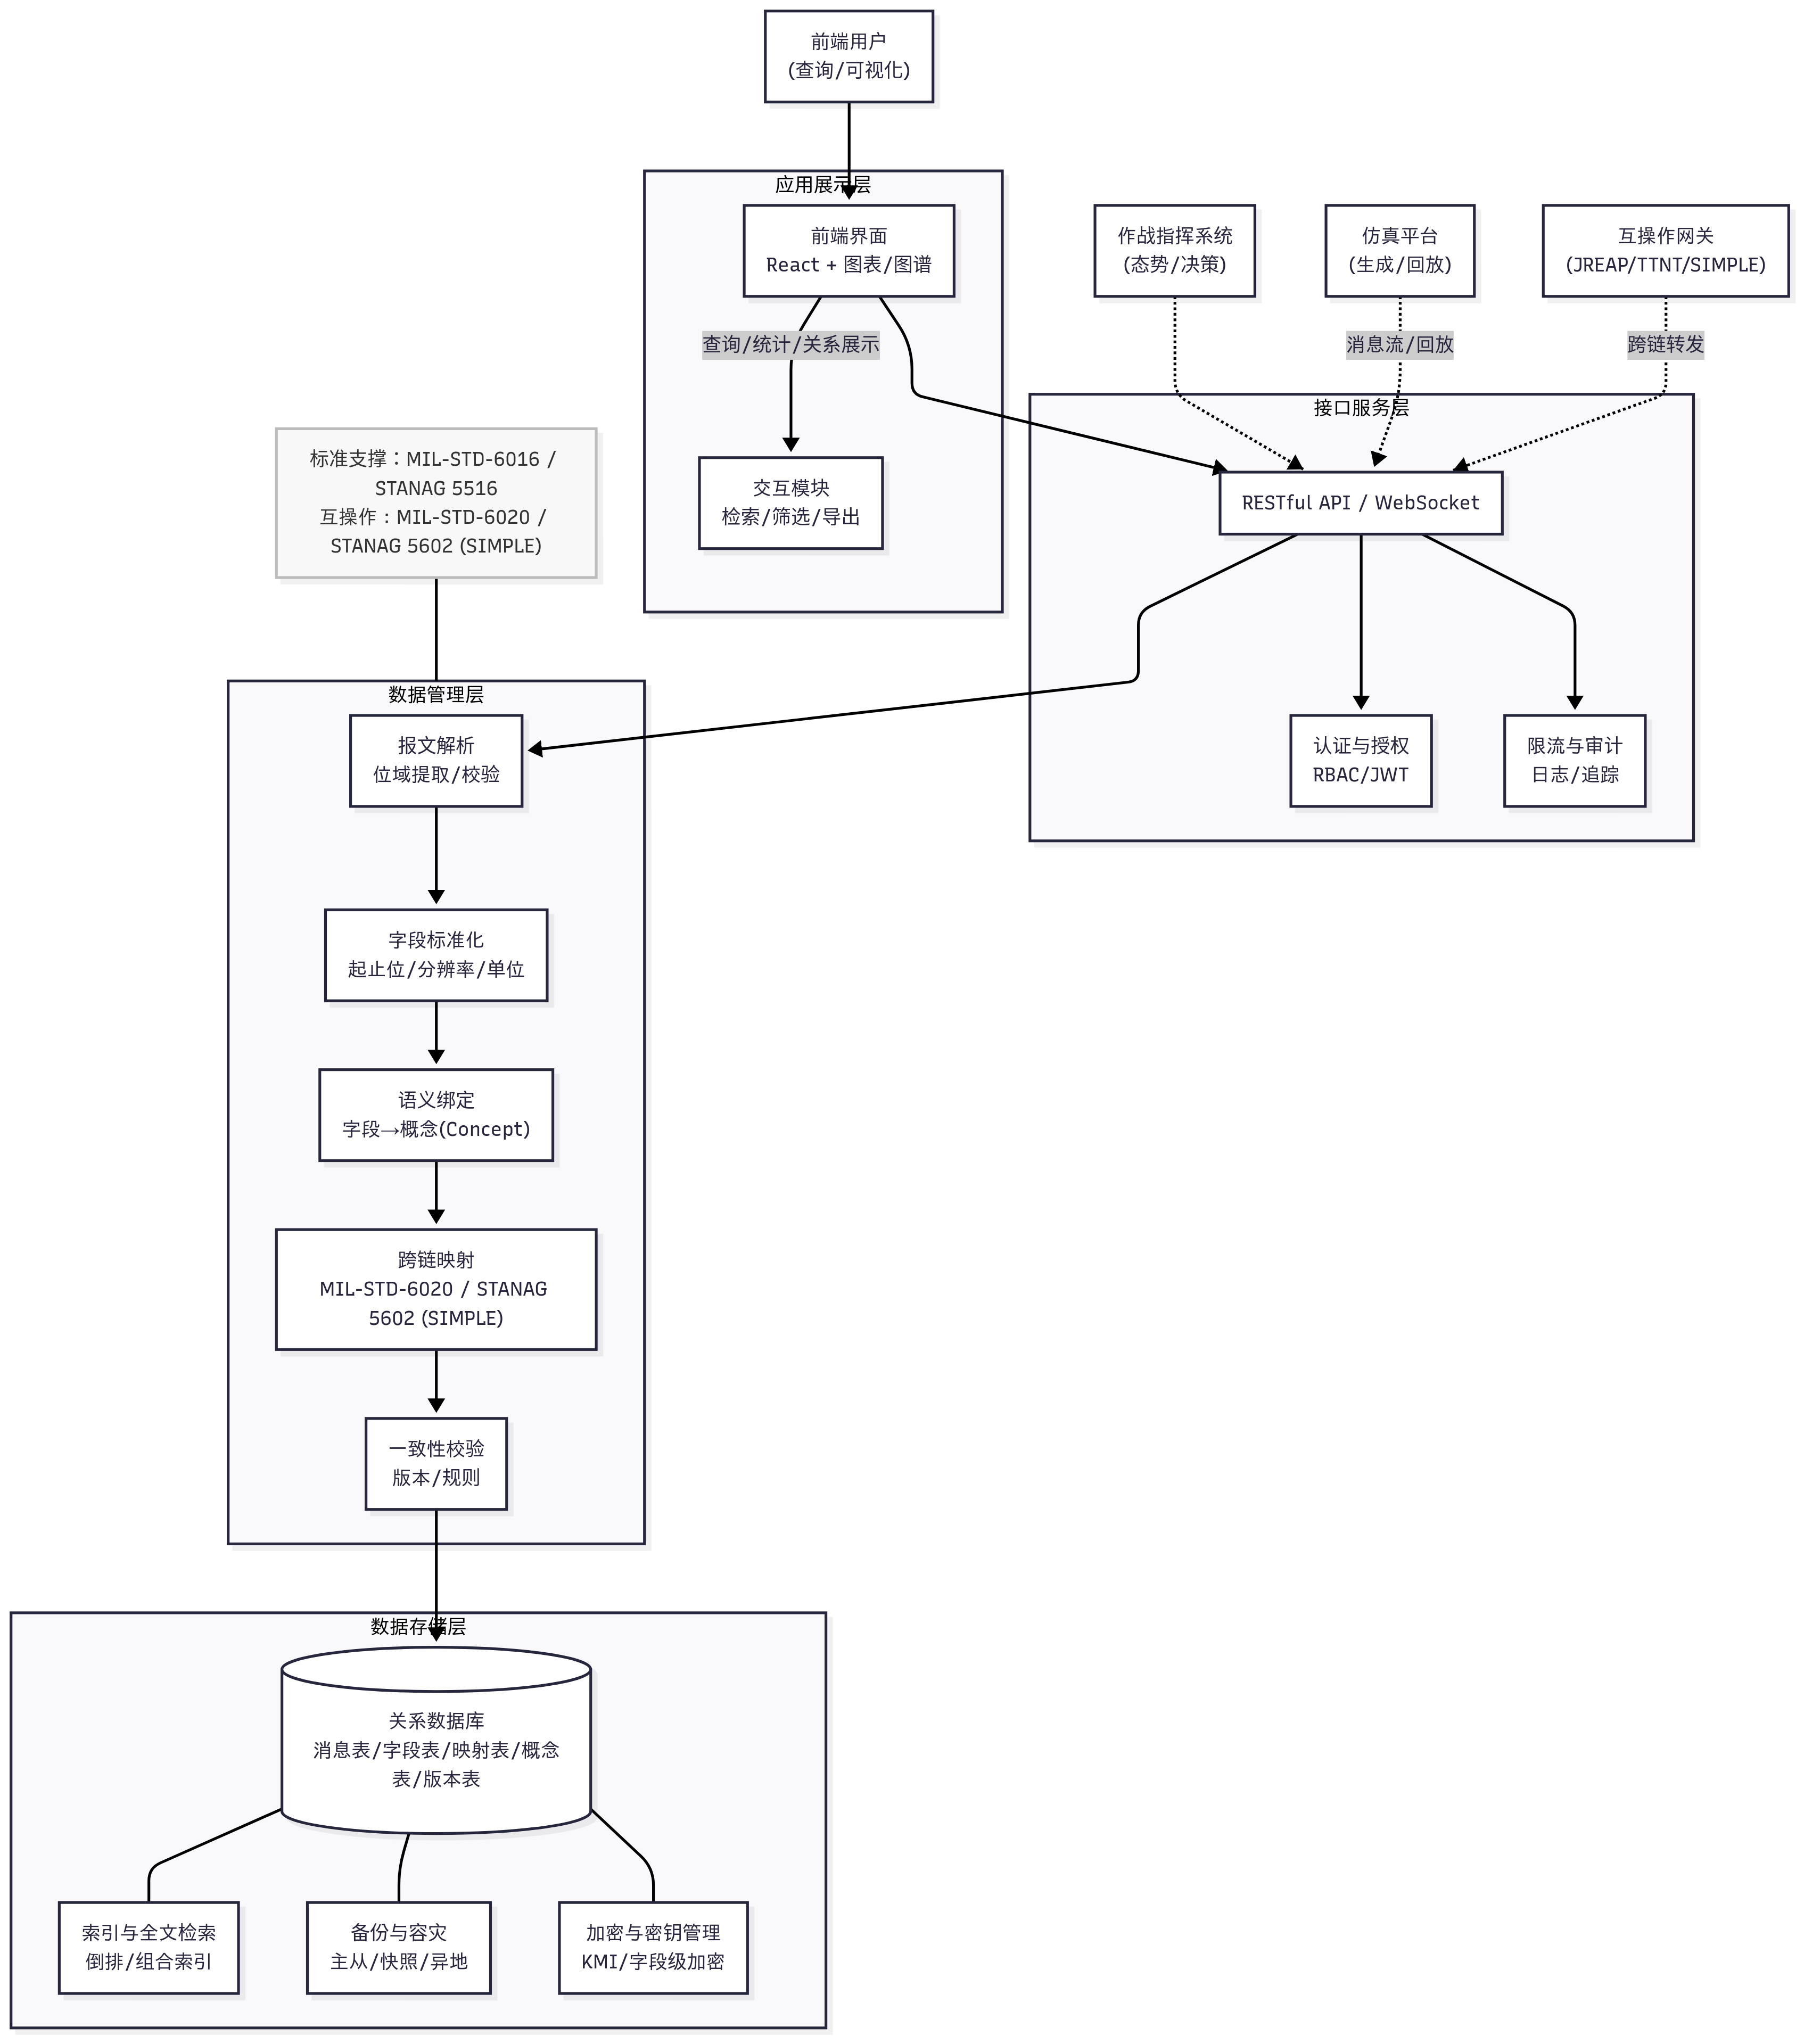 前端用户
(查询/可视化)
应用展示层
前端界面
React + 图表/图谱
作战指挥系统
(态势/决策)
仿真平台
(生成/回放)
互操作网关
(JREAP/TTNT/SIMPLE)
查询/统计/关系展示
消息流/回放
跨链转发
接口服务层
标准支撑：MIL-STD-6016 /
STANAG 5516
互操作：MIL-STD-6020 /
STANAG 5602 (SIMPLE)
交互模块
检索/筛选/导出
RESTful API / WebSocket
数据管理层
报文解析
位域提取/校验
认证与授权
RBAC/JWT
限流与审计
日志/追踪
字段标准化
起止位/分辨率/单位
语义绑定
字段→概念(Concept)
跨链映射
MIL-STD-6020 / STANAG
5602 (SIMPLE)
一致性校验
版本/规则
数据存储层
关系数据库
消息表/字段表/映射表/概念
表/版本表
索引与全文检索
倒排/组合索引
备份与容灾
主从/快照/异地
加密与密钥管理
KMI/字段级加密